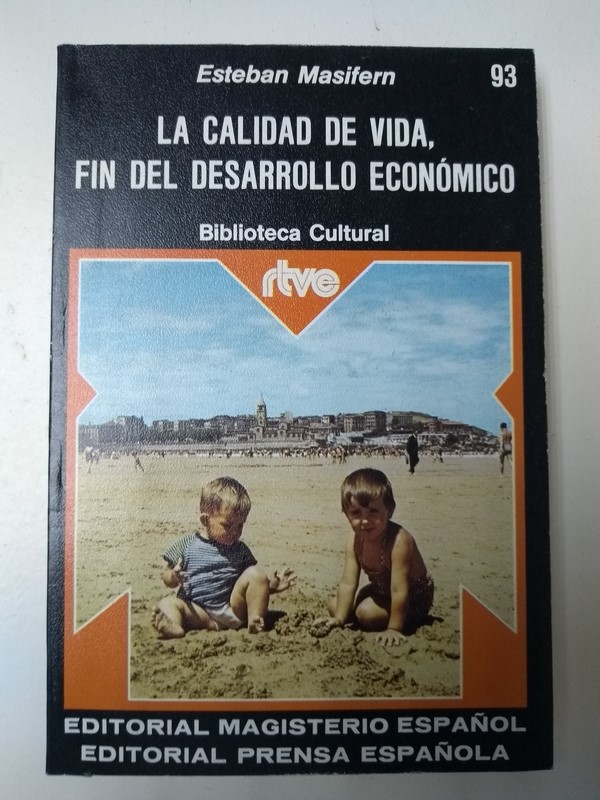 Esteban Masifern 93
LA CALIDAD DE VIDA,
FIN DEL DESARROLLO ECONÓMICO
Biblioteca Cultural
rtve
EDITORIAL MAGISTERIO ESPAÑOL
EDITORIAL PRENSA ESPAÑOLA